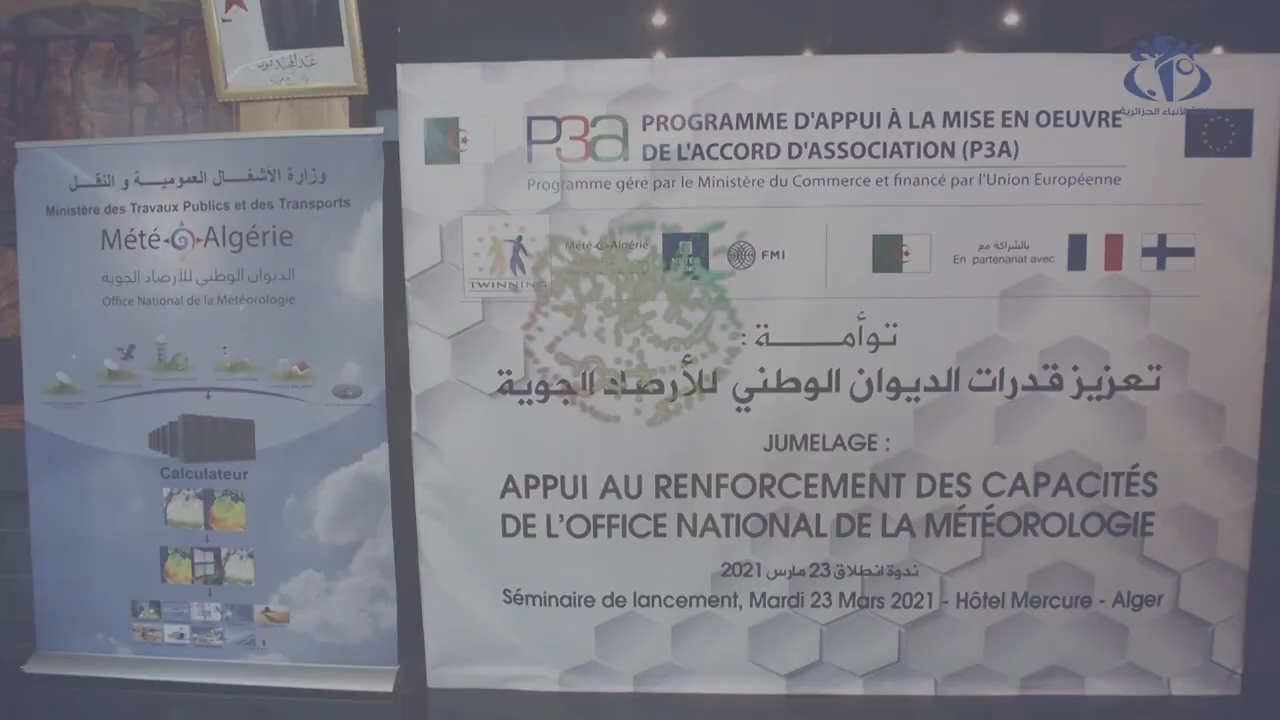 وزارة الأشغال العمومية و النقل
Ministère des Travaux Publics et des Transports
Météo Algérie
الديوان الوطني للأرصاد الجوية
Office National de la Météorologie
Calculateur
P3a
PROGRAMME D'APPUI À LA MISE EN OEUVRE
DE L'ACCORD D'ASSOCIATION (P3A)
Programme géré par le Ministère du Commerce et financé par l'Union Européenne
TWINNING
Météo Algérie
FMI
بالشراكة مع
En partenariat avec
توأمة :
تعزيز قدرات الديوان الوطني للأرصاد الجوية
JUMELAGE :
APPUI AU RENFORCEMENT DES CAPACITÉS
DE L'OFFICE NATIONAL DE LA MÉTÉOROLOGIE
ندوة انطلاق 23 مارس 2021
Séminaire de lancement, Mardi 23 Mars 2021 - Hôtel Mercure - Alger
الأنباء الجزائرية